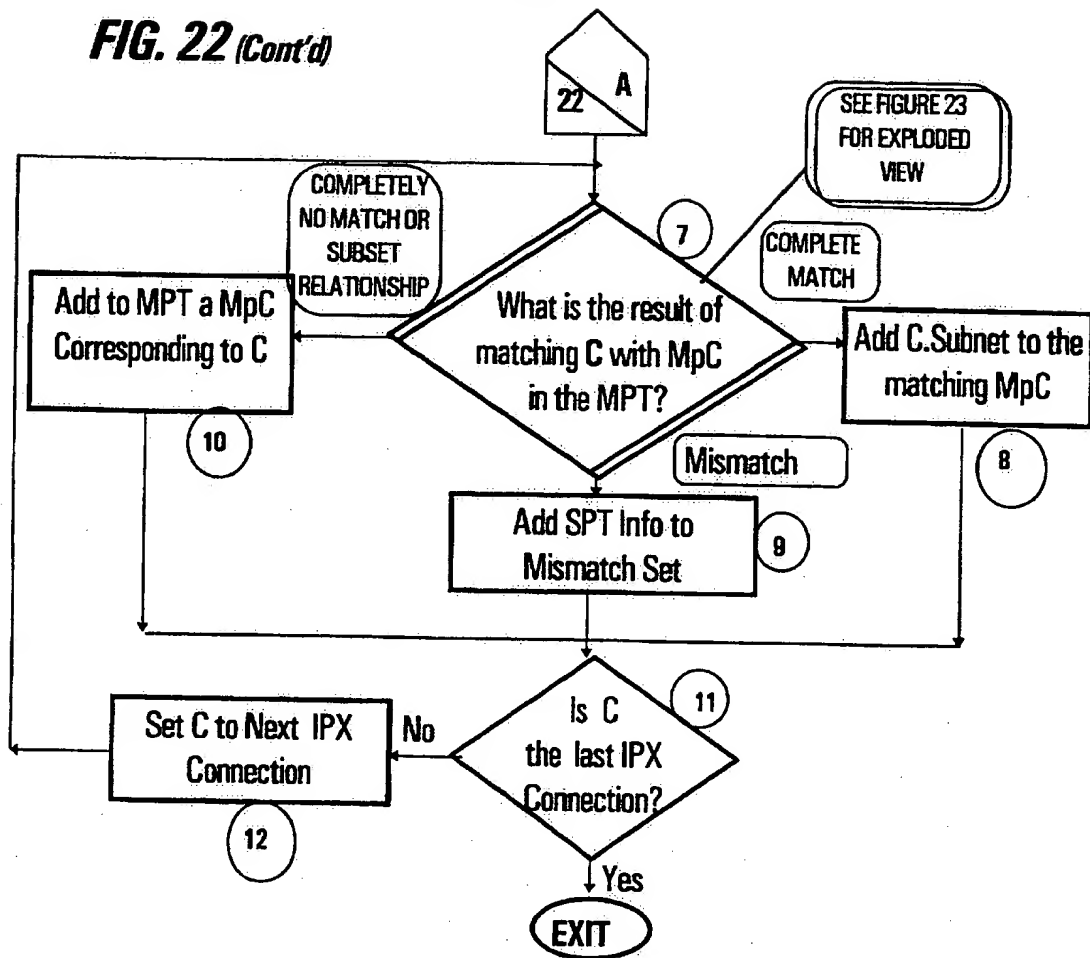 FIG. 22 (Cont'd)
22
A
SEE FIGURE 23
FOR EXPLODED
VIEW
COMPLETELY
NO MATCH OR
SUBSET
RELATIONSHIP
7
COMPLETE
MATCH
Add to MPT a MpC
Corresponding to C
10
What is the result of
matching C with MpC
in the MPT?
Add C.Subnet to the
matching MpC
8
Mismatch
Add SPT Info to
Mismatch Set
9
Is C
the last IPX
Connection?
11
No
Set C to Next IPX
Connection
12
Yes
EXIT